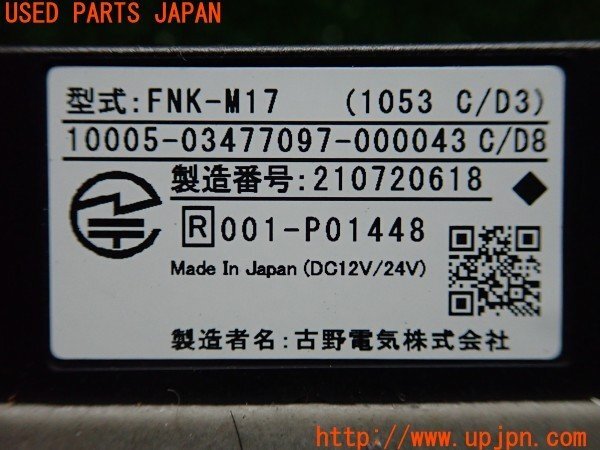 USED PARTS JAPAN
型式:FNK-M17 (1053 C/D3)
10005-03477097-000043 C/D8
製造番号:210720618
R 001-P01448
Made In Japan (DC12V/24V)
製造者名:古野電気株式会社
http://www.upjpn.com